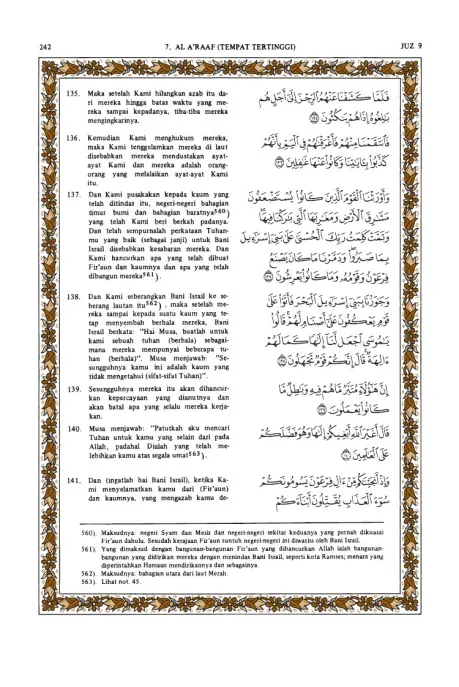 242
7. AL A'RAAF (TEMPAT TERTINGGI)
JUZ 9
135. Maka setelah Kami hilangkan azab itu da-
ri mereka hingga batas waktu yang me-
reka sampai kepadanya, tiba-tiba mereka
mengingkarinya.
136. Kemudian Kami menghukum mereka,
maka Kami tenggelamkan mereka di laut
disebabkan mereka mendustakan ayat-
ayat Kami dan mereka adalah orang-
orang yang melalaikan ayat-ayat Kami
itu.
137. Dan Kami pusakakan kepada kaum yang
telah ditindas itu, negeri-negeri bahagian
timur bumi dan bahagian baratnya560)
yang telah Kami beri berkah padanya.
Dan telah sempurnalah perkataan Tuhan-
mu yang baik (sebagai janji) untuk Bani
Israil disebabkan kesabaran mereka. Dan
Kami hancurkan apa yang telah dibuat
Fir'aun dan kaumnya dan apa yang telah
dibangun mereka561).
138. Dan Kami seberangkan Bani Israil ke se-
berang lautan itu562) . maka setelah me-
reka sampai kepada suatu kaum yang te-
tap menyembah berhala mereka, Bani
Israil berkata: "Hai Musa, buatlah untuk
kami sebuah tuhan (berhala) sebagai-
mana mereka mempunyai beberapa tu-
han (berhala)". Musa menjawab: "Se-
sungguhnya kamu ini adalah kaum yang
tidak mengetahui (sifat-sifat Tuhan)".
139. Sesungguhnya mereka itu akan dihancur-
kan kepercayaan yang dianutnya dan
akan batal apa yang selalu mereka kerja-
kan.
140. Musa menjawab: "Patutkah aku mencari
Tuhan untuk kamu yang selain dari pada
Allah, padahal Dialah yang telah me-
lebihkan kamu atas segala umat563).
141. Dan (ingatlah hai Bani Israil), ketika Ka-
mi menyelamatkan kamu dari (Fir'aun)
dan kaumnya, yang mengazab kamu de-
فَلَمَّا كَشَفْنَا عَنْهُمُ الرِّجْزَ إِلَىٰ أَجَلٍ هُم
بَالِغُوهُ إِذَا هُمْ يَنكُثُونَ ١٣٥
فَانتَقَمْنَا مِنْهُمْ فَأَغْرَقْنَاهُمْ فِي الْيَمِّ بِأَنَّهُمْ
كَذَّبُوا بِآيَاتِنَا وَكَانُوا عَنْهَا غَافِلِينَ ١٣٦
وَأَوْرَثْنَا الْقَوْمَ الَّذِينَ كَانُوا يُسْتَضْعَفُونَ
مَشَارِقَ الْأَرْضِ وَمَغَارِبَهَا الَّتِي بَارَكْنَا فِيهَا
وَتَمَّتْ كَلِمَتُ رَبِّكَ الْحُسْنَىٰ عَلَىٰ بَنِي إِسْرَائِيلَ
بِمَا صَبَرُوا وَدَمَّرْنَا مَا كَانَ يَصْنَعُ
فِرْعَوْنُ وَقَوْمُهُ وَمَا كَانُوا يَعْرِشُونَ ١٣٧
وَجَاوَزْنَا بِبَنِي إِسْرَائِيلَ الْبَحْرَ فَأَتَوْا عَلَىٰ
قَوْمٍ يَعْكُفُونَ عَلَىٰ أَصْنَامٍ لَّهُمْ قَالُوا
يَا مُوسَى اجْعَل لَّنَا إِلَٰهًا كَمَا لَهُمْ
آلِهَةٌ قَالَ إِنَّكُمْ قَوْمٌ تَجْهَلُونَ ١٣٨
إِنَّ هَٰؤُلَاءِ مُتَبَّرٌ مَّا هُمْ فِيهِ وَبَاطِلٌ مَّا
كَانُوا يَعْمَلُونَ ١٣٩
قَالَ أَغَيْرَ اللَّهِ أَبْغِيكُمْ إِلَٰهًا وَهُوَ فَضَّلَكُمْ
عَلَى الْعَالَمِينَ ١٤٠
وَإِذْ أَنجَيْنَاكُم مِّنْ آلِ فِرْعَوْنَ يَسُومُونَكُمْ
سُوءَ الْعَذَابِ يُقَتِّلُونَ أَبْنَاءَكُمْ
560). Maksudnya: negeri Syam dan Mesir dan negeri-negeri sekitar keduanya yang pernah dikuasai
Fir'aun dahulu. Sesudah kerajaan Fir'aun runtuh negeri-negeri ini diwarisi oleh Bani Israil.
561). Yang dimaksud dengan bangunan-bangunan Fir'aun yang dihancurkan Allah ialah bangunan-
bangunan yang didirikan mereka dengan menindas Bani Israil, seperti kota Ramses; menara yang
diperintahkan Hamaan mendirikannya dan sebagainya.
562). Maksudnya: bahagian utara dari laut Merah.
563). Lihat not. 45.